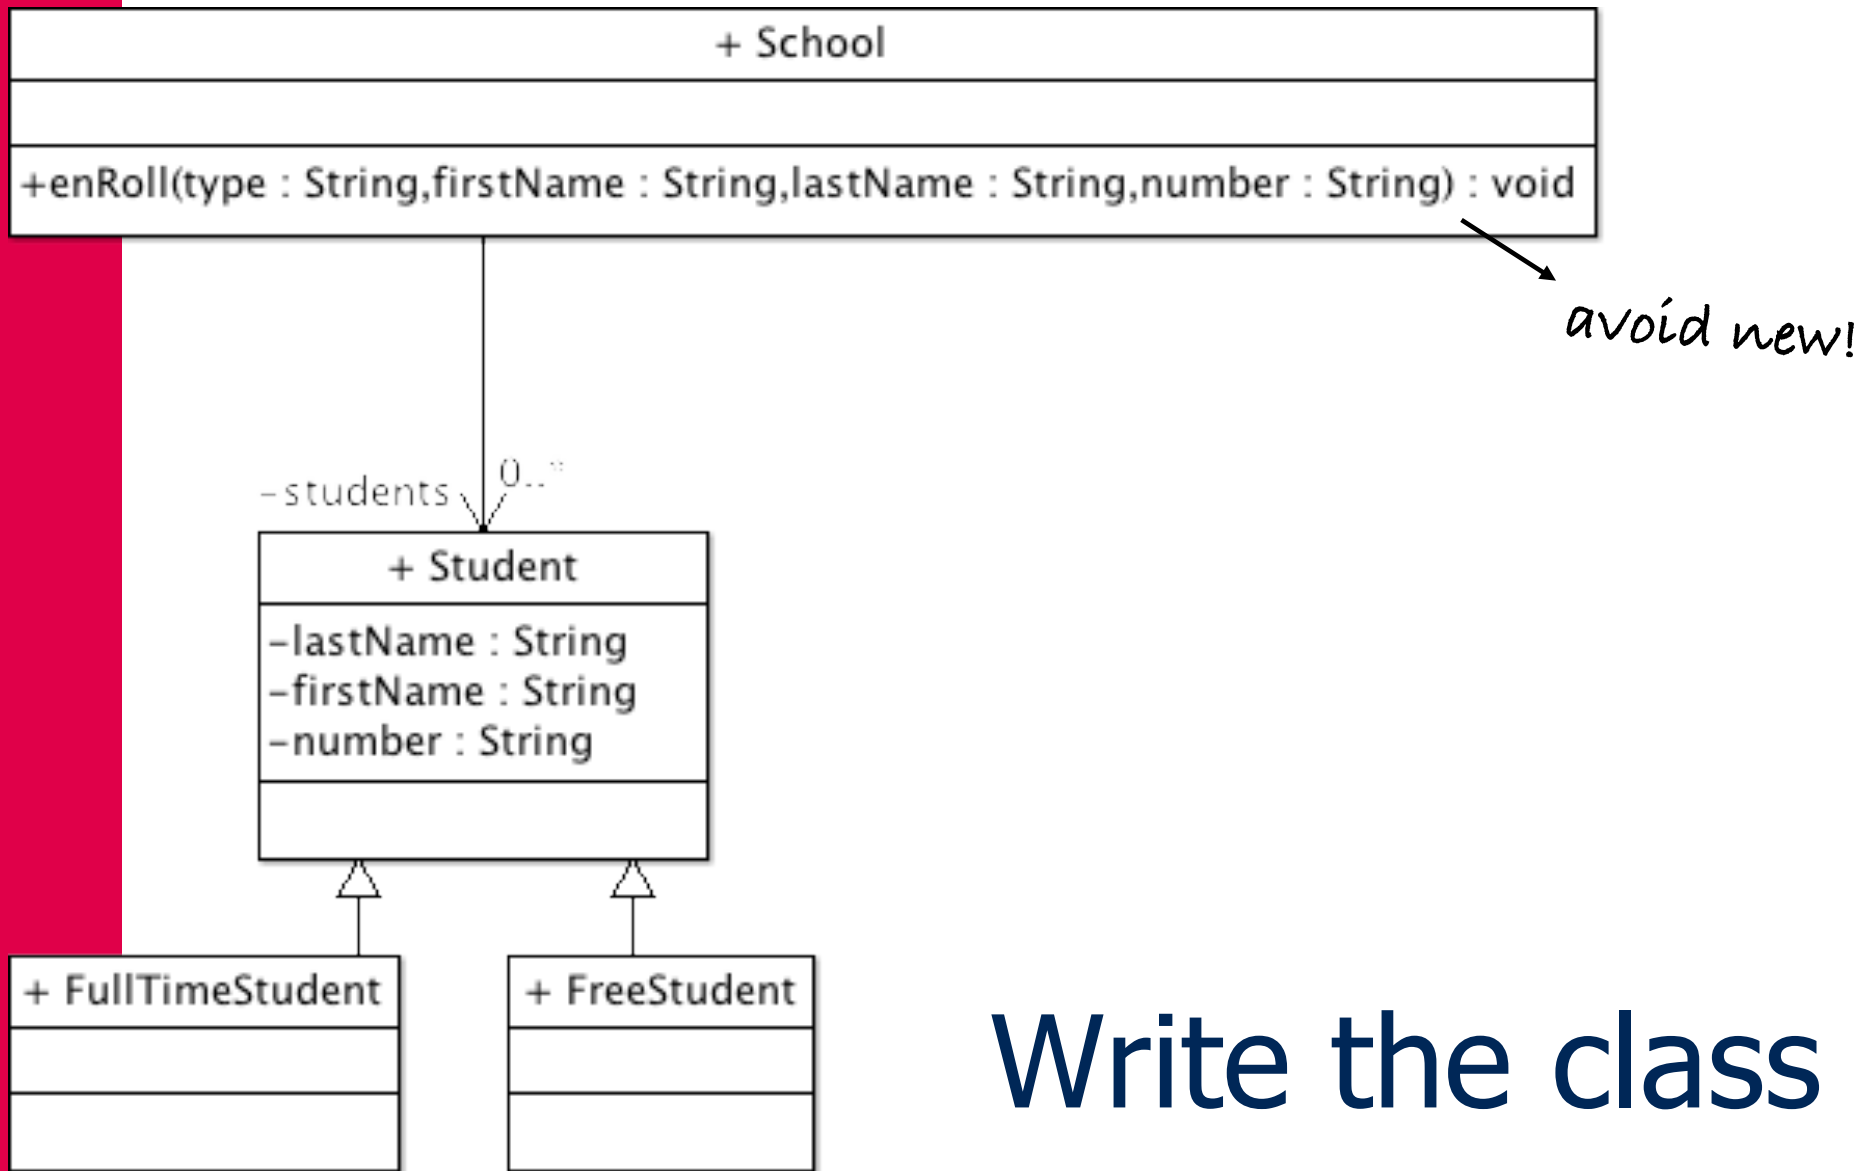 + School
+enRoll(type : String,firstName : String,lastName : String,number : String) : void
avoid new!
-students 0..*
+ Student
-lastName : String
-firstName : String
-number : String
+ FullTimeStudent
+ FreeStudent
Write the class